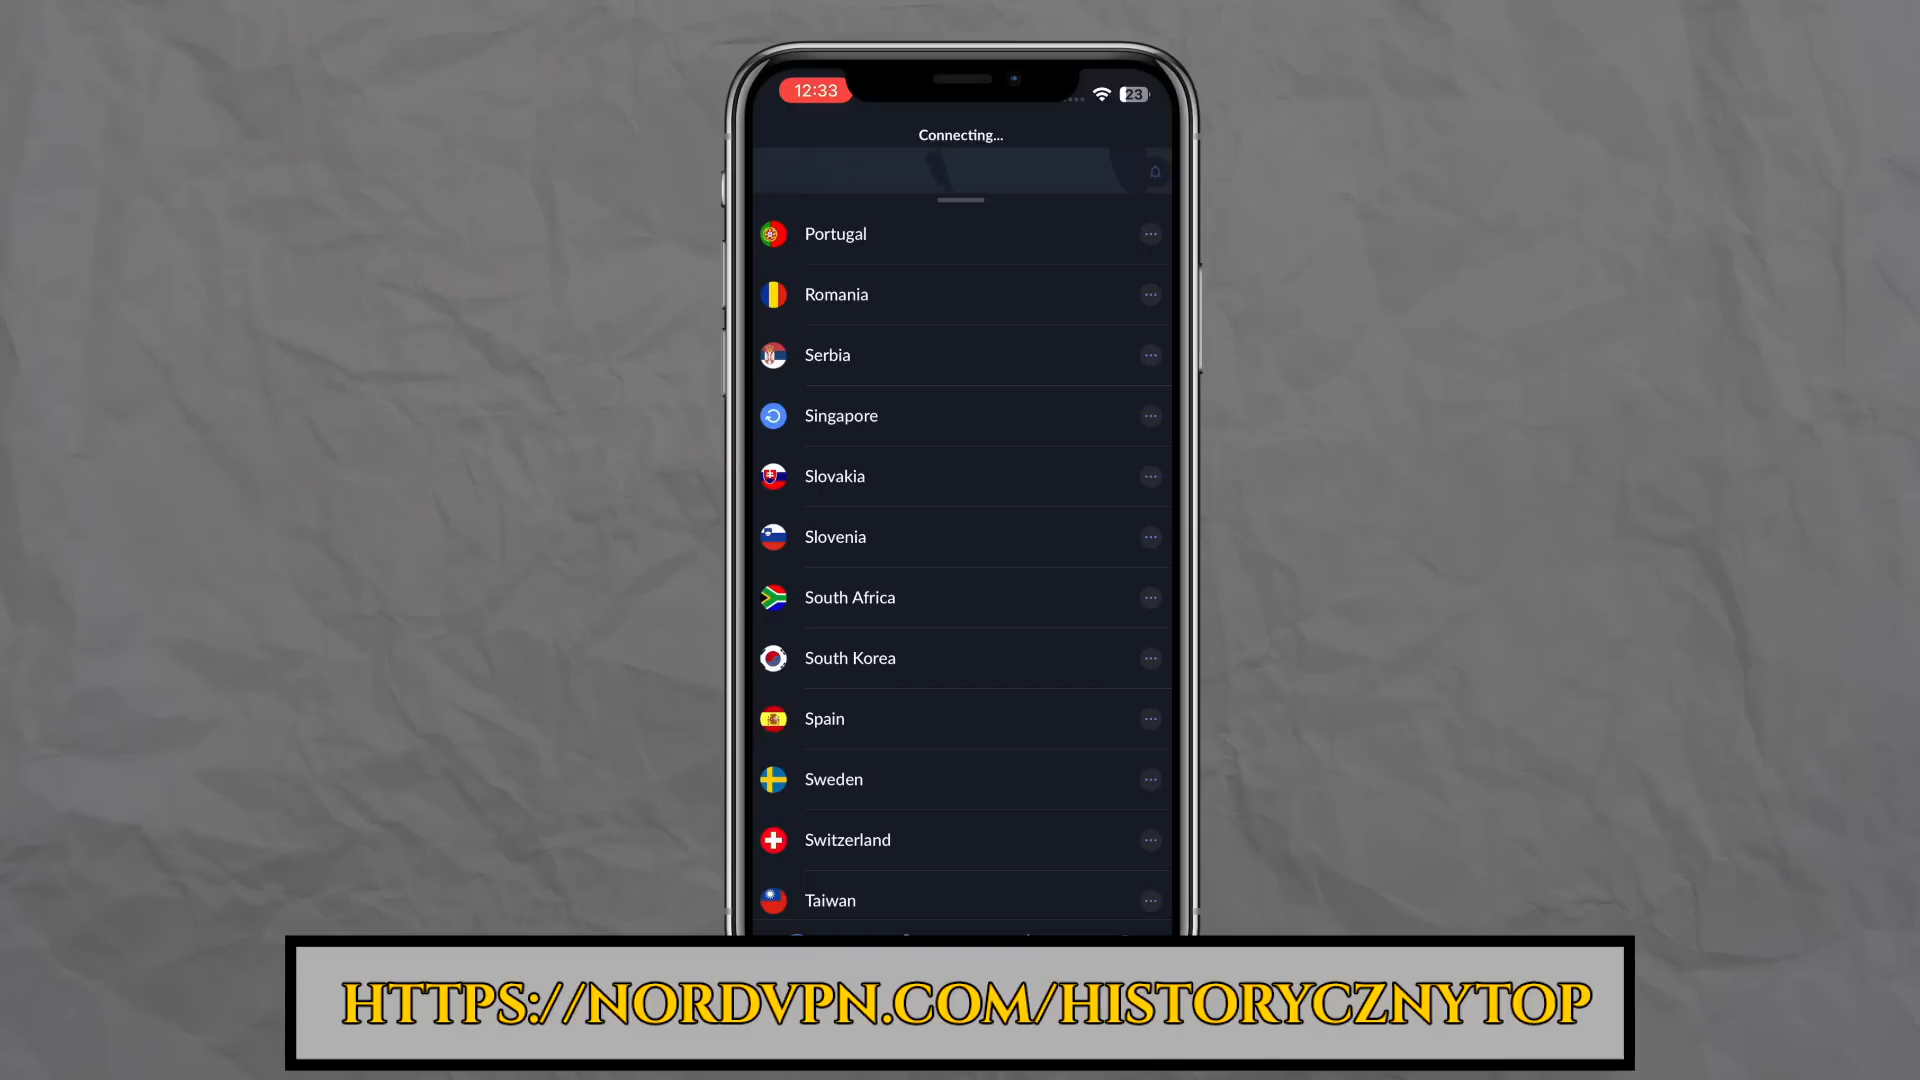 12:33
23
Connecting...
Portugal
Romania
Serbia
Singapore
Slovakia
Slovenia
South Africa
South Korea
Spain
Sweden
Switzerland
Taiwan
HTTPS://NORDVPN.COM/HISTORYCZNYTOP